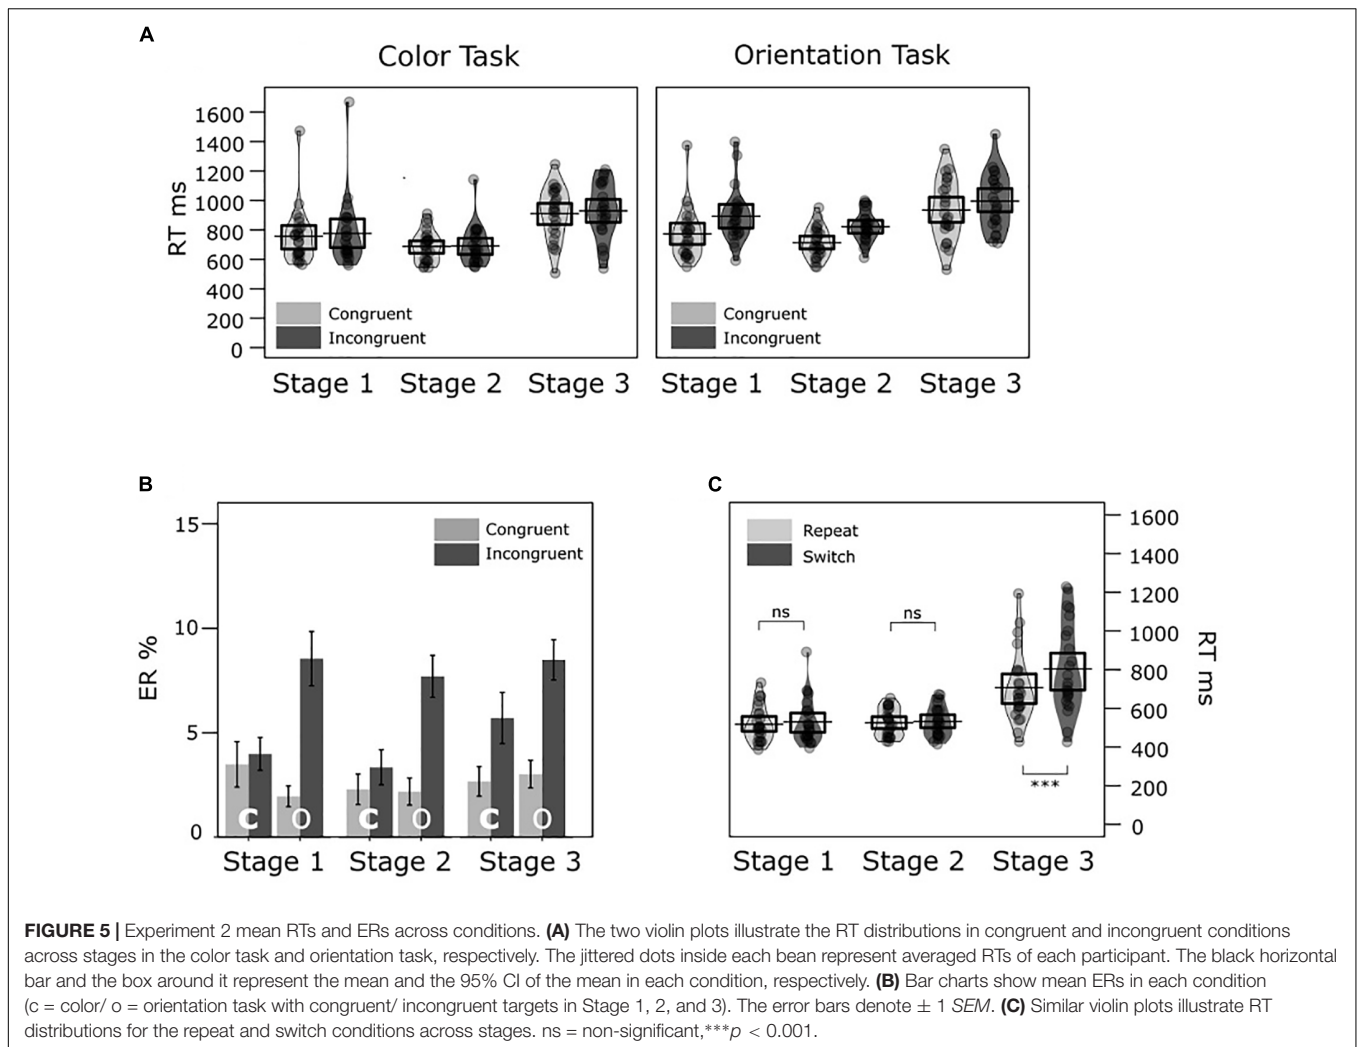 A
Color Task
Orientation Task
RT ms
1600
1400
1200
1000
800
600
400
200
0
Congruent
Incongruent
Congruent
Incongruent
Stage 1 Stage 2 Stage 3
Stage 1 Stage 2 Stage 3
B
ER %
15
10
5
0
Congruent
Incongruent
c o c o c o
Stage 1 Stage 2 Stage 3
C
Repeat
Switch
ns
ns
***
1600
1400
1200
1000
800
600
400
200
0
RT ms
Stage 1 Stage 2 Stage 3
FIGURE 5 | Experiment 2 mean RTs and ERs across conditions. (A) The two violin plots illustrate the RT distributions in congruent and incongruent conditions
across stages in the color task and orientation task, respectively. The jittered dots inside each bean represent averaged RTs of each participant. The black horizontal
bar and the box around it represent the mean and the 95% CI of the mean in each condition, respectively. (B) Bar charts show mean ERs in each condition
(c = color/ o = orientation task with congruent/ incongruent targets in Stage 1, 2, and 3). The error bars denote ± 1 SEM. (C) Similar violin plots illustrate RT
distributions for the repeat and switch conditions across stages. ns = non-significant,***p < 0.001.